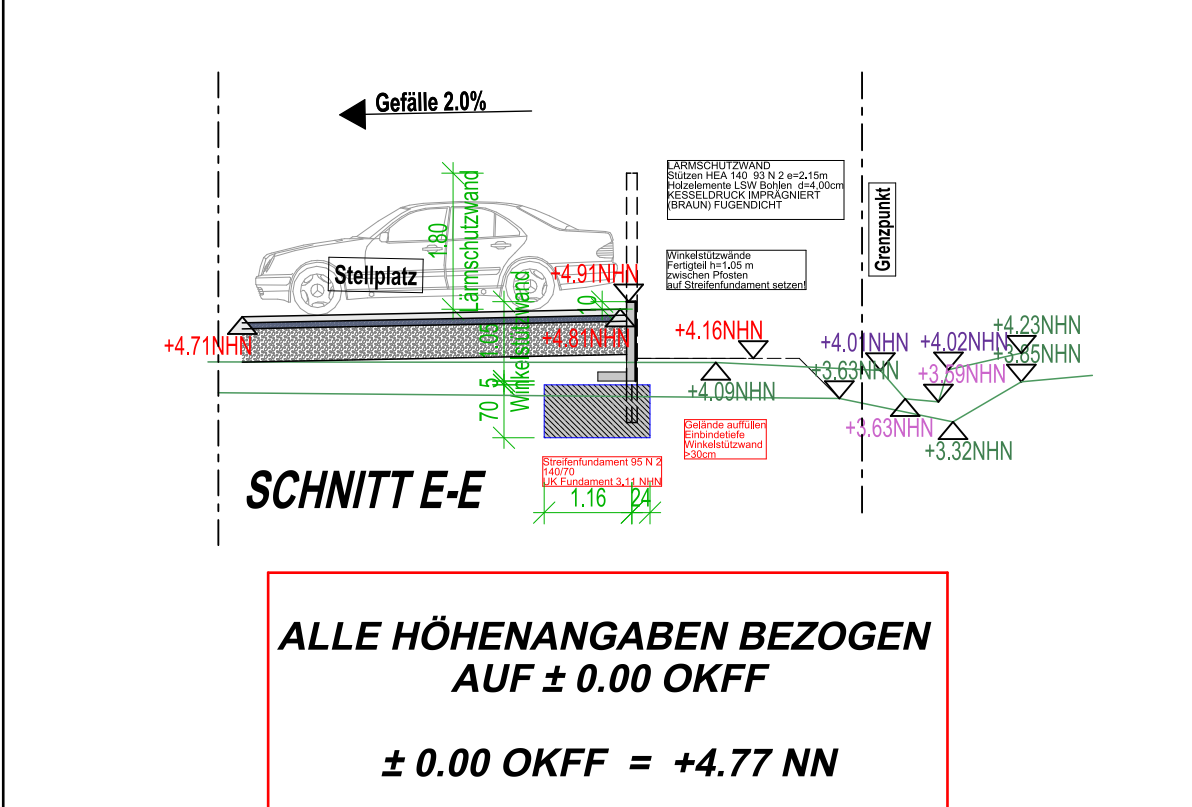 Gefälle 2.0%
LÄRMSCHUTZWAND
Stützen HEA 140 93 N 2 e=2.15m
Holzelemente LSW Bohlen d=4,00cm
KESSELDRUCK IMPRÄGNIERT
(BRAUN) FUGENDICHT
Grenzpunkt
1.80
Lärmschutzwand
Stellplatz
Winkelstützwände
Fertigteil h=1.05 m
zwischen Pfosten
auf Streifenfundament setzen!
+4.91NHN
10
+4.71NHN
1.05
Winkelstützwand
+4.81NHN
+4.16NHN
+4.01NHN
+4.02NHN
+4.23NHN
+3.85NHN
+3.63NHN
+3.59NHN
+4.09NHN
5
70
+3.63NHN
+3.32NHN
Gelände auffüllen
Einbindetiefe
Winkelstützwand
>30cm
Streifenfundament 95 N 2
140/70
UK Fundament 3.11 NHN
SCHNITT E-E
1.16
24
ALLE HÖHENANGABEN BEZOGEN
AUF ± 0.00 OKFF
± 0.00 OKFF = +4.77 NN